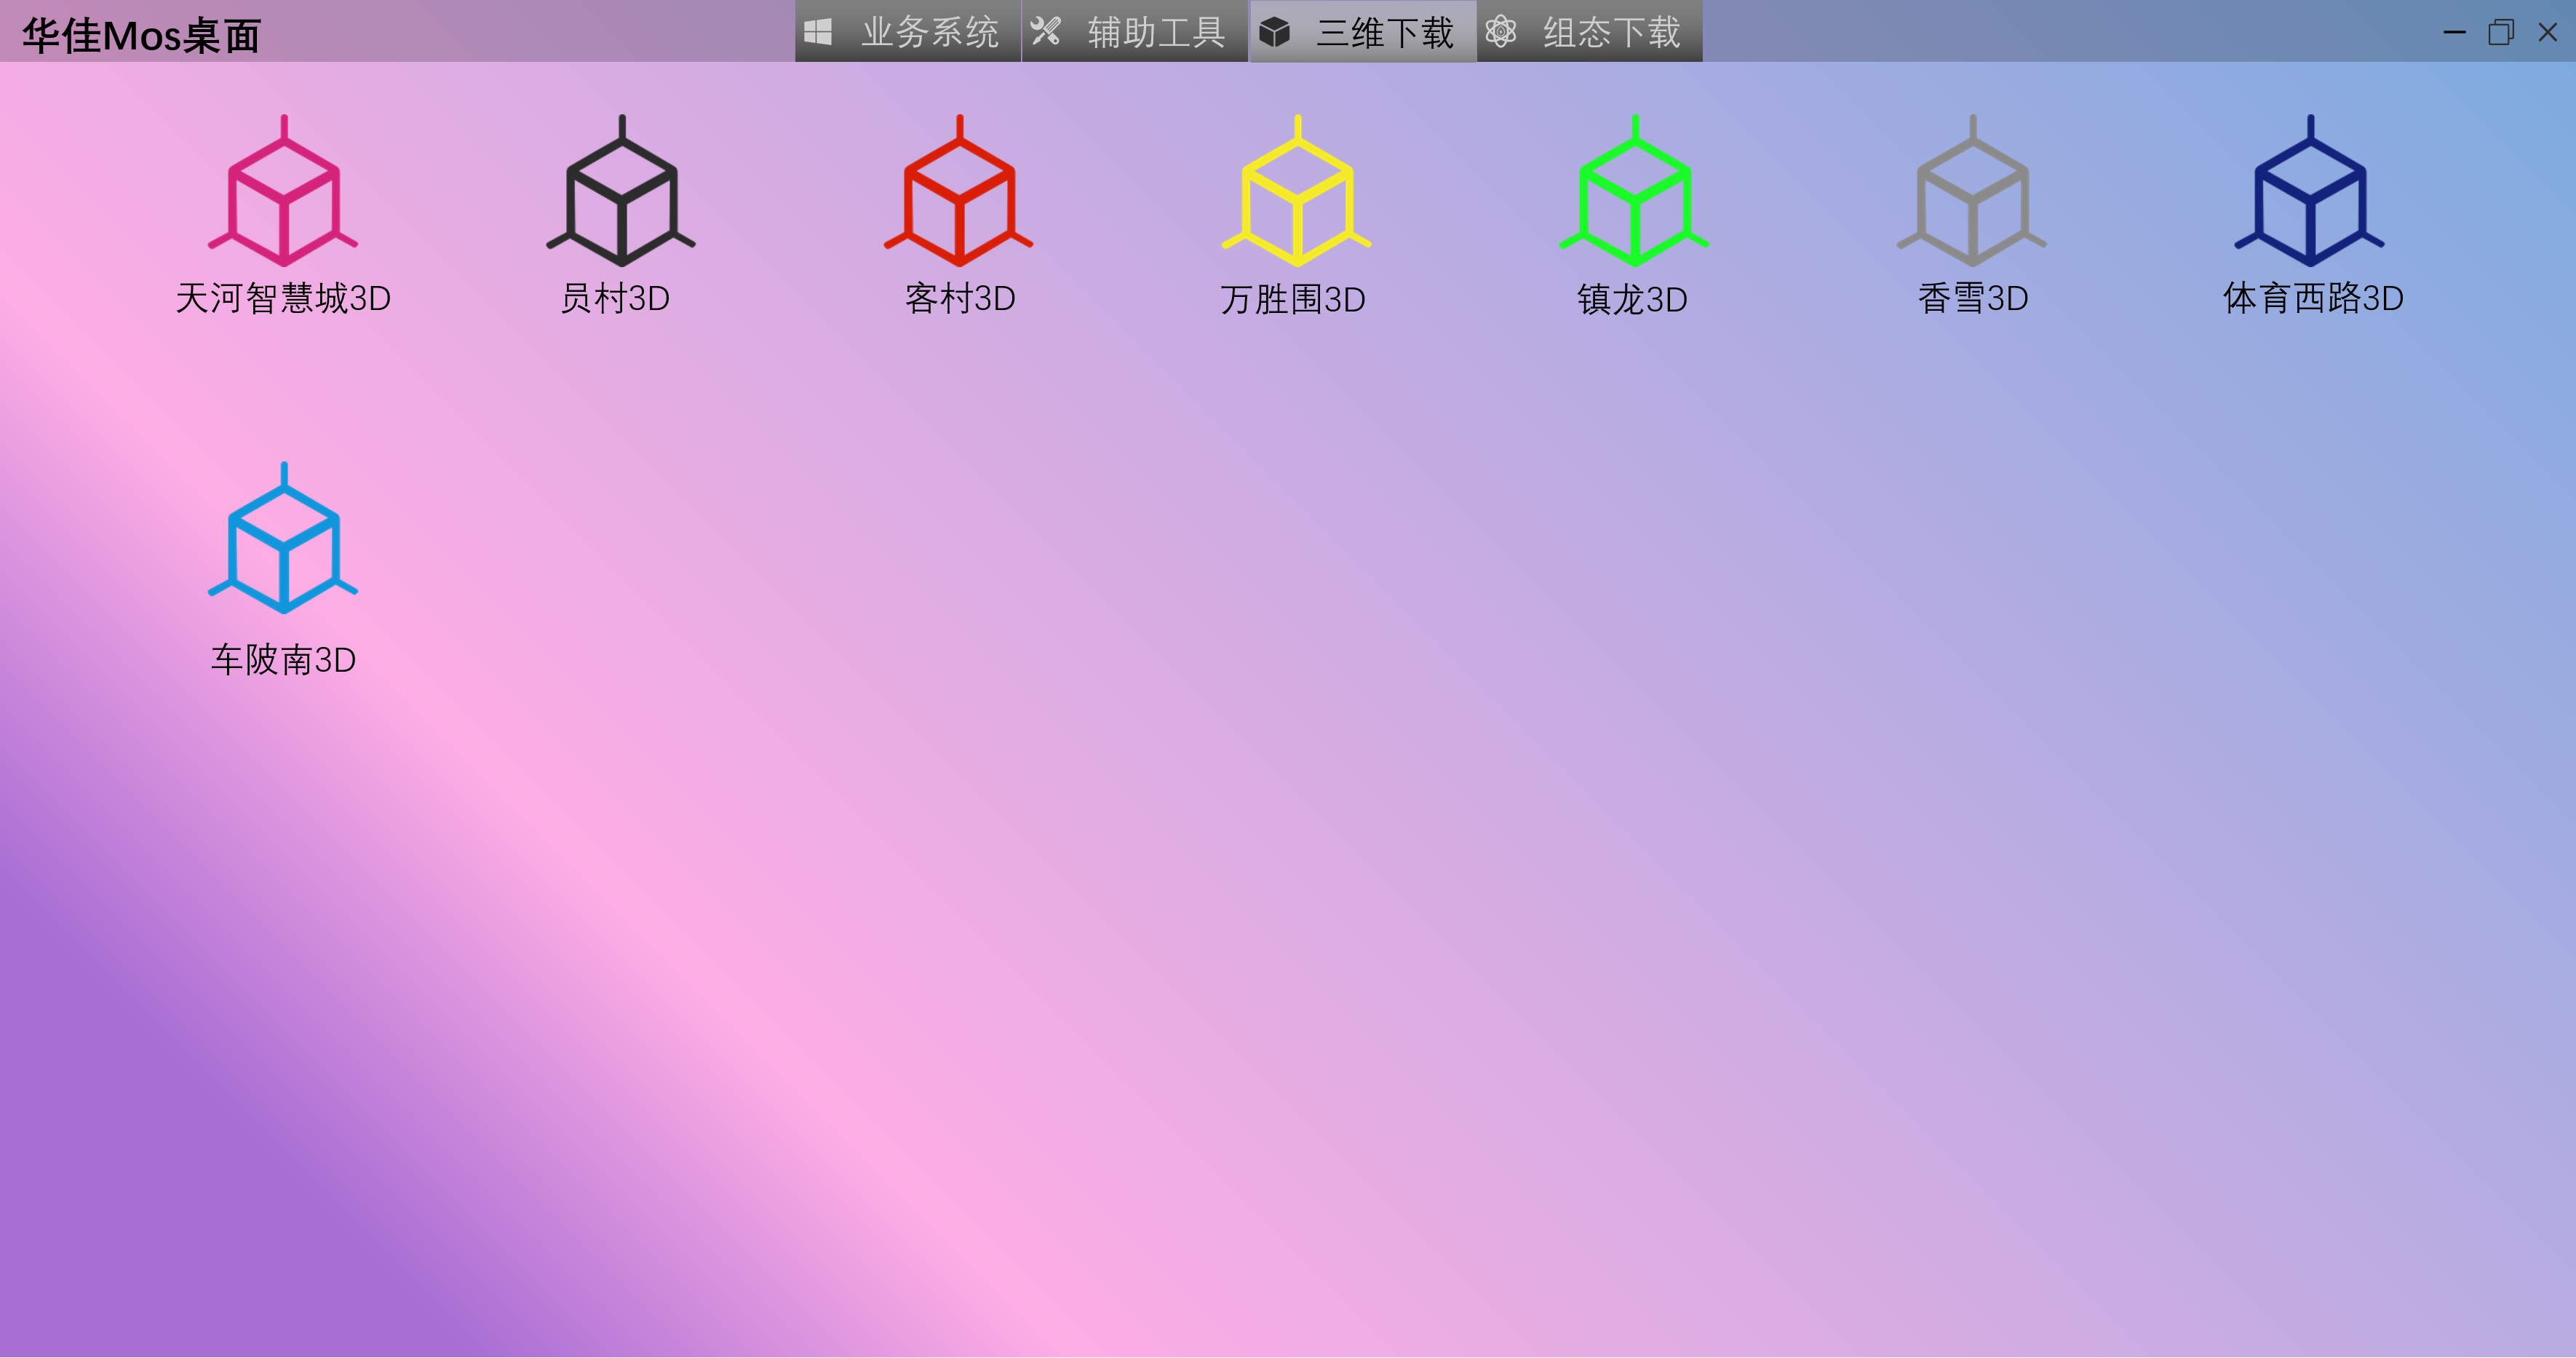 华佳Mos桌面
业务系统
辅助工具
三维下载
组态下载
天河智慧城3D
员村3D
客村3D
万胜围3D
镇龙3D
香雪3D
体育西路3D
车陂南3D